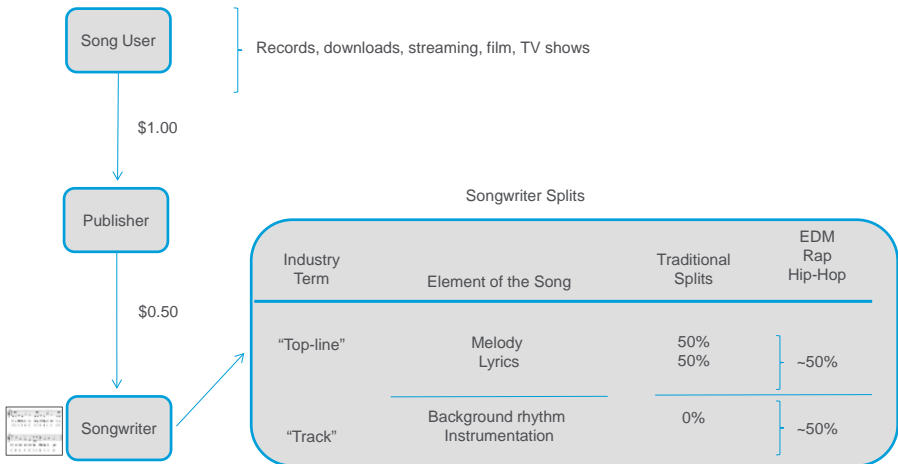 Song User
Records, downloads, streaming, film, TV shows
$1.00
Publisher
Songwriter Splits
Industry
Term
Element of the Song
Traditional
Splits
EDM
Rap
Hip-Hop
$0.50
“Top-line”
Melody
Lyrics
50%
50%
~50%
Songwriter
“Track”
Background rhythm
Instrumentation
0%
~50%